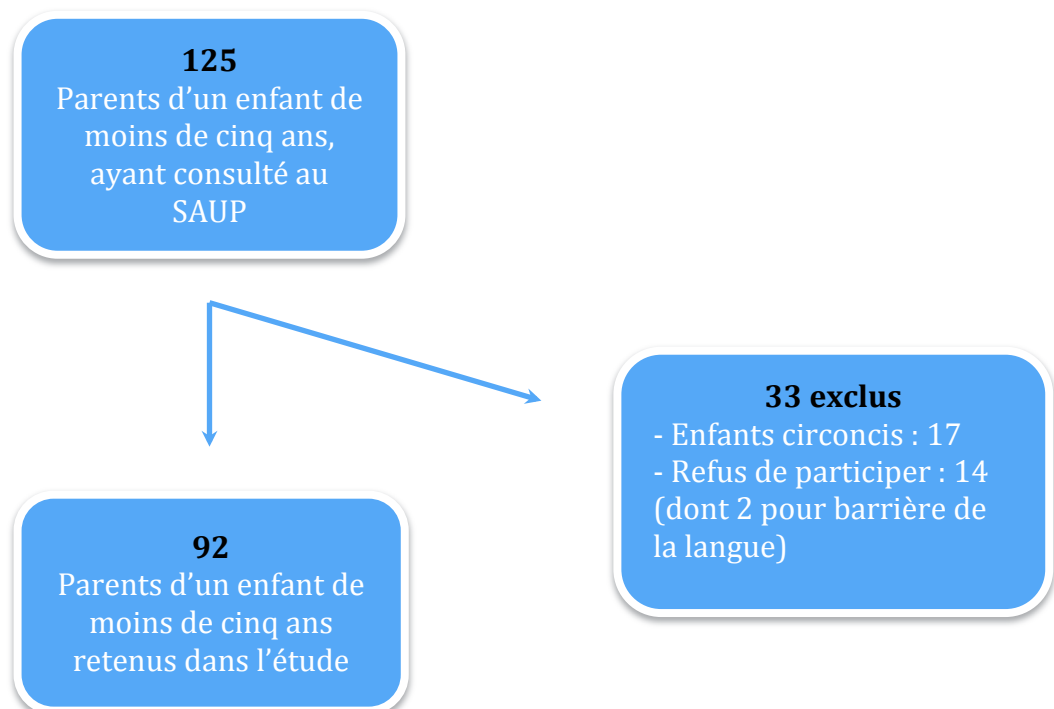 125
Parents d’un enfant de
moins de cinq ans,
ayant consulté au
SAUP
33 exclus
- Enfants circoncis : 17
- Refus de participer : 14
(dont 2 pour barrière de
la langue)
92
Parents d’un enfant de
moins de cinq ans
retenus dans l’étude